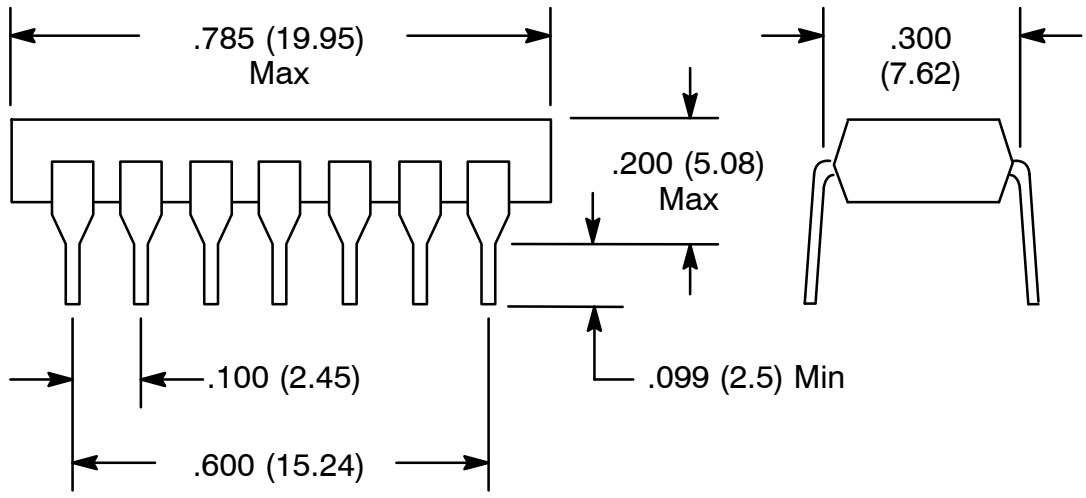 .785 (19.95)
Max
.300
(7.62)
.200 (5.08)
Max
.100 (2.45)
.099 (2.5) Min
.600 (15.24)